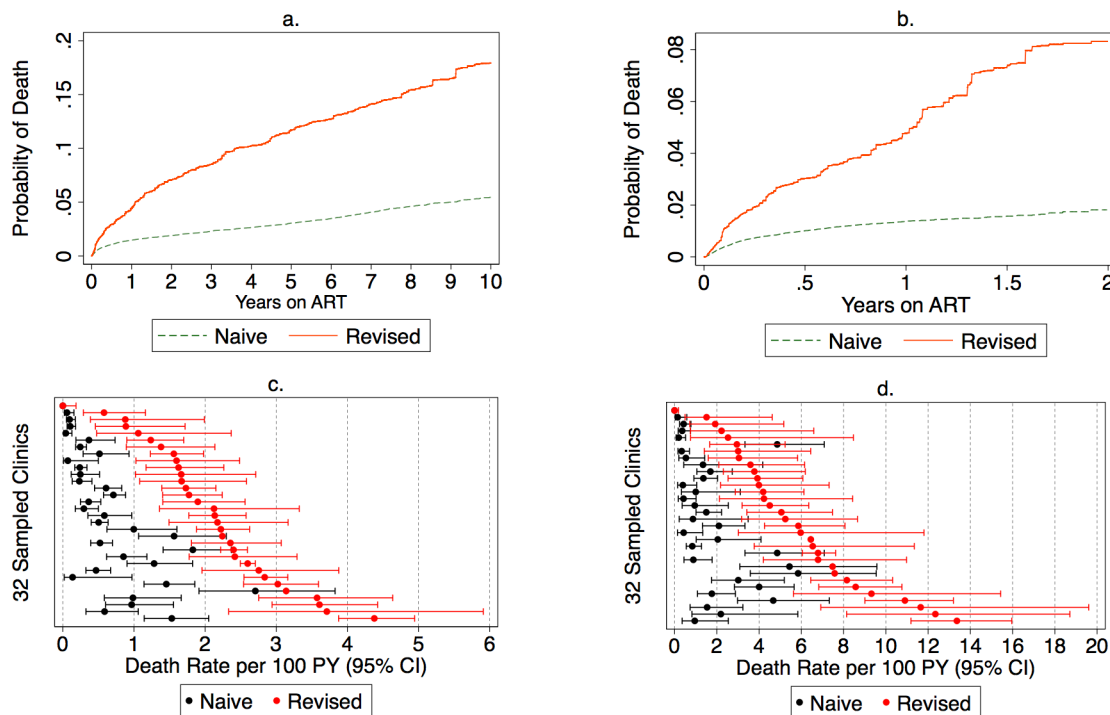 a.
Probabilty of Death
.2
.15
.1
.05
0
0 1 2 3 4 5 6 7 8 9 10
Years on ART
Naive Revised
b.
Probability of Death
.08
.06
.04
.02
0
0 .5 1 1.5 2
Years on ART
Naive Revised
c.
32 Sampled Clinics
0 1 2 3 4 5 6
Death Rate per 100 PY (95% CI)
Naive Revised
d.
32 Sampled Clinics
0 2 4 6 8 10 12 14 16 18 20
Death Rate per 100 PY (95% CI)
Naive Revised